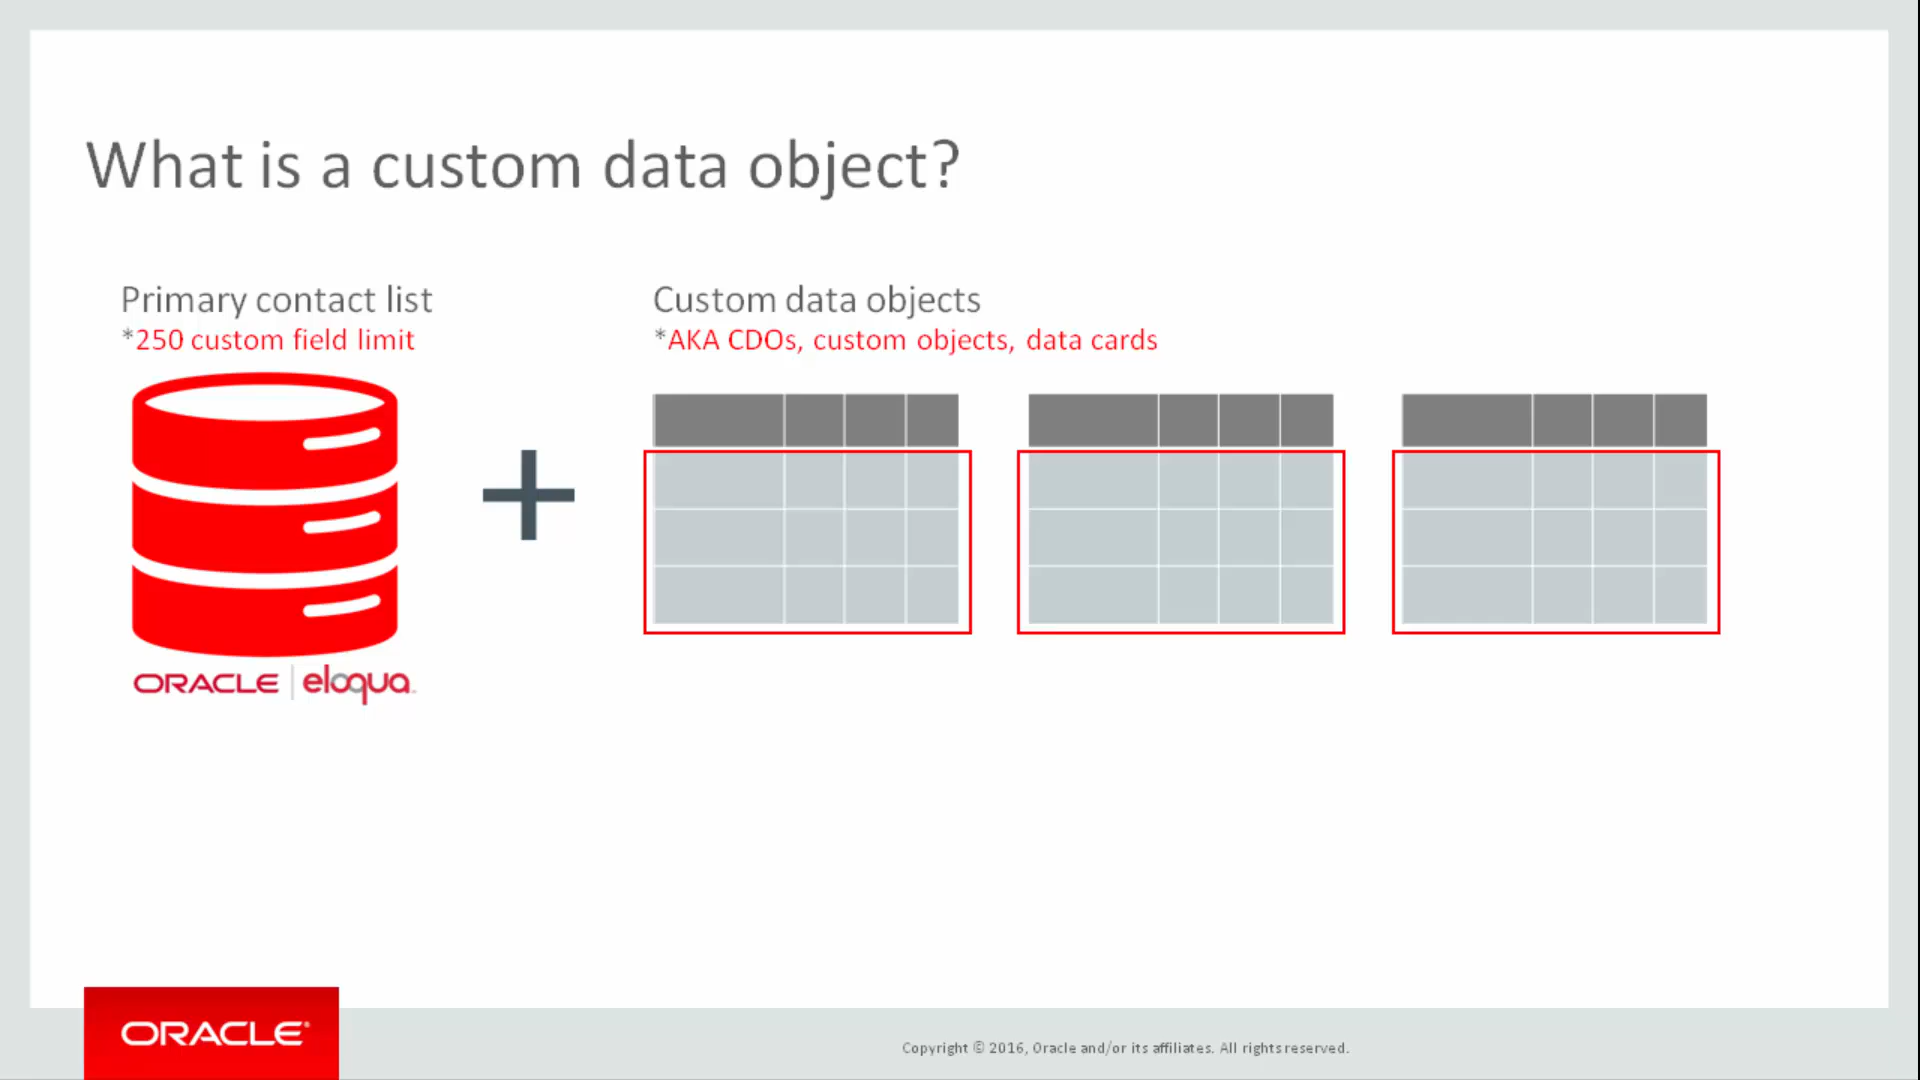 What is a custom data object?
Primary contact list
*250 custom field limit
Custom data objects
*AKA CDOs, custom objects, data cards
ORACLE | eloqua
ORACLE®
Copyright © 2016, Oracle and/or its affiliates. All rights reserved.